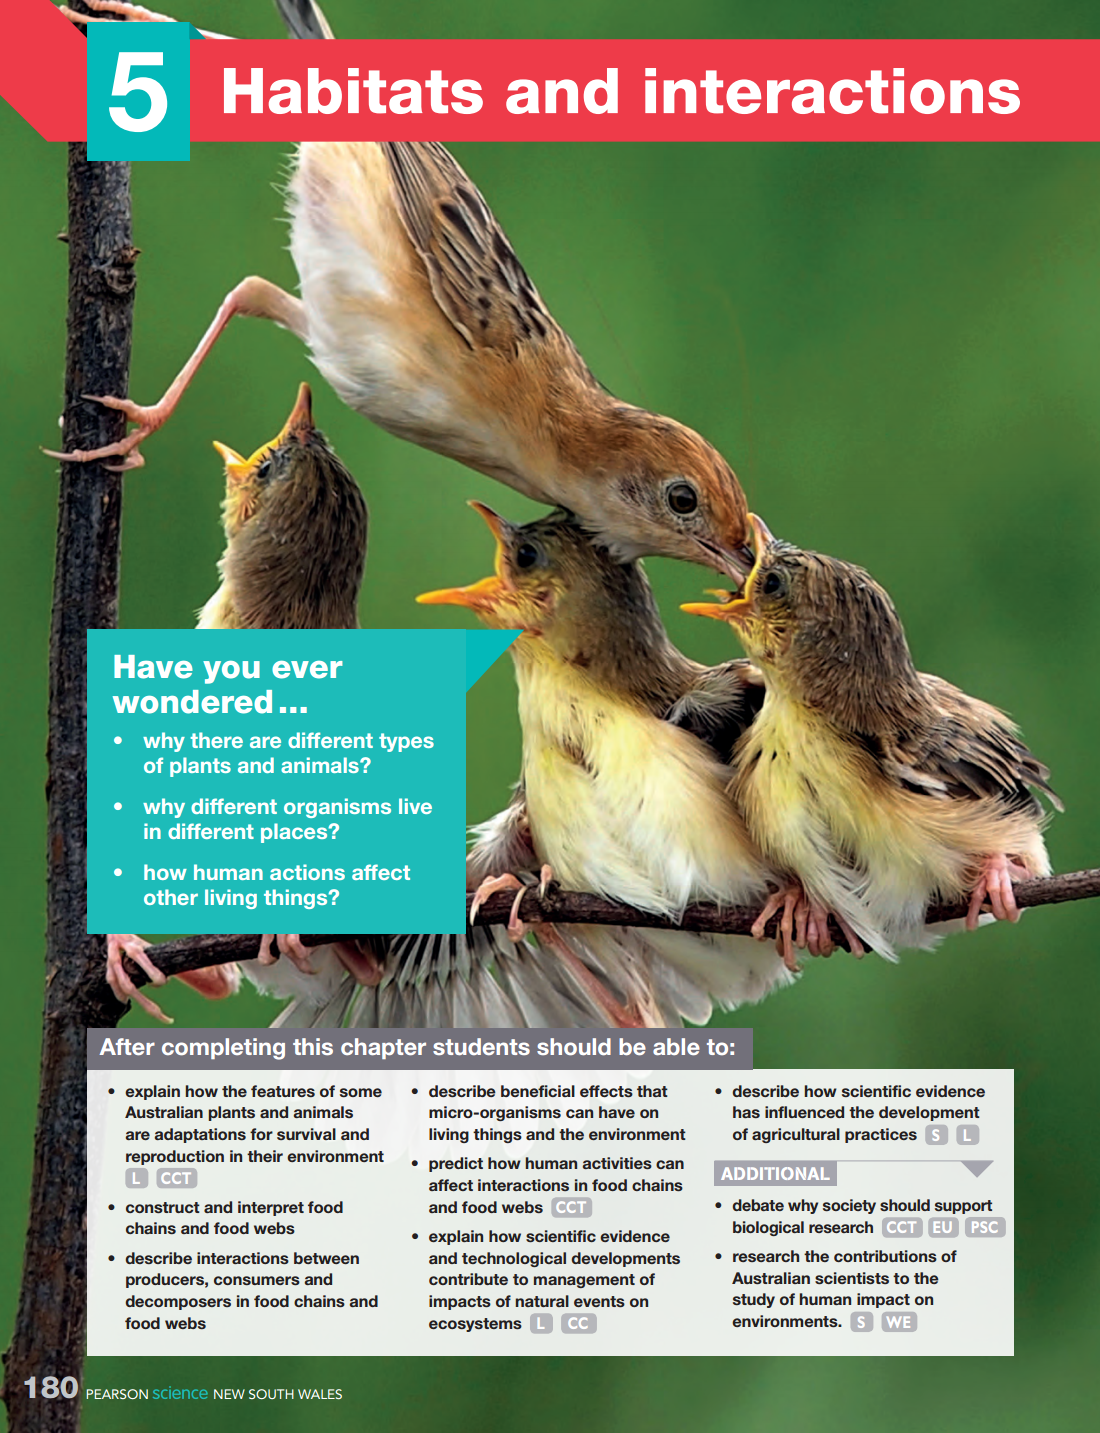 5
Habitats and interactions
Have you ever
wondered...
• why there are different types
of plants and animals?
• why different organisms live
in different places?
• how human actions affect
other living things?
After completing this chapter students should be able to:
• explain how the features of some
Australian plants and animals
are adaptations for survival and
reproduction in their environment
L CCT
• construct and interpret food
chains and food webs
• describe interactions between
producers, consumers and
decomposers in food chains and
food webs
• describe beneficial effects that
micro-organisms can have on
living things and the environment
• predict how human activities can
affect interactions in food chains
and food webs CCT
• explain how scientific evidence
and technological developments
contribute to management of
impacts of natural events on
ecosystems L CC
• describe how scientific evidence
has influenced the development
of agricultural practices S L
ADDITIONAL
• debate why society should support
biological research CCT EU PSC
• research the contributions of
Australian scientists to the
study of human impact on
environments. S WE
180 PEARSON science NEW SOUTH WALES